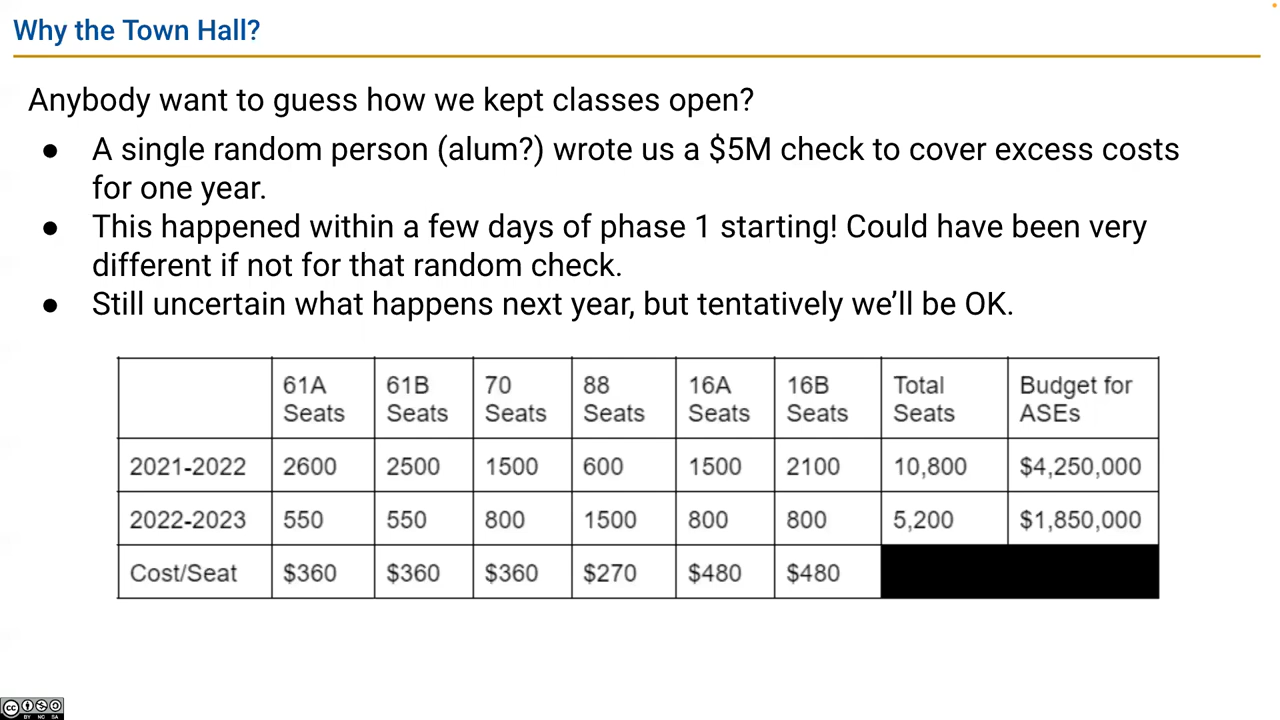 Why the Town Hall?
Anybody want to guess how we kept classes open?
● A single random person (alum?) wrote us a $5M check to cover excess costs
for one year.
● This happened within a few days of phase 1 starting! Could have been very
different if not for that random check.
● Still uncertain what happens next year, but tentatively we’ll be OK.
61A Seats 61B Seats 70 Seats 88 Seats 16A Seats 16B Seats Total Seats Budget for ASEs
2021-2022 2600 2500 1500 600 1500 2100 10,800 $4,250,000
2022-2023 550 550 800 1500 800 800 5,200 $1,850,000
Cost/Seat $360 $360 $360 $270 $480 $480
cc
BY NC SA